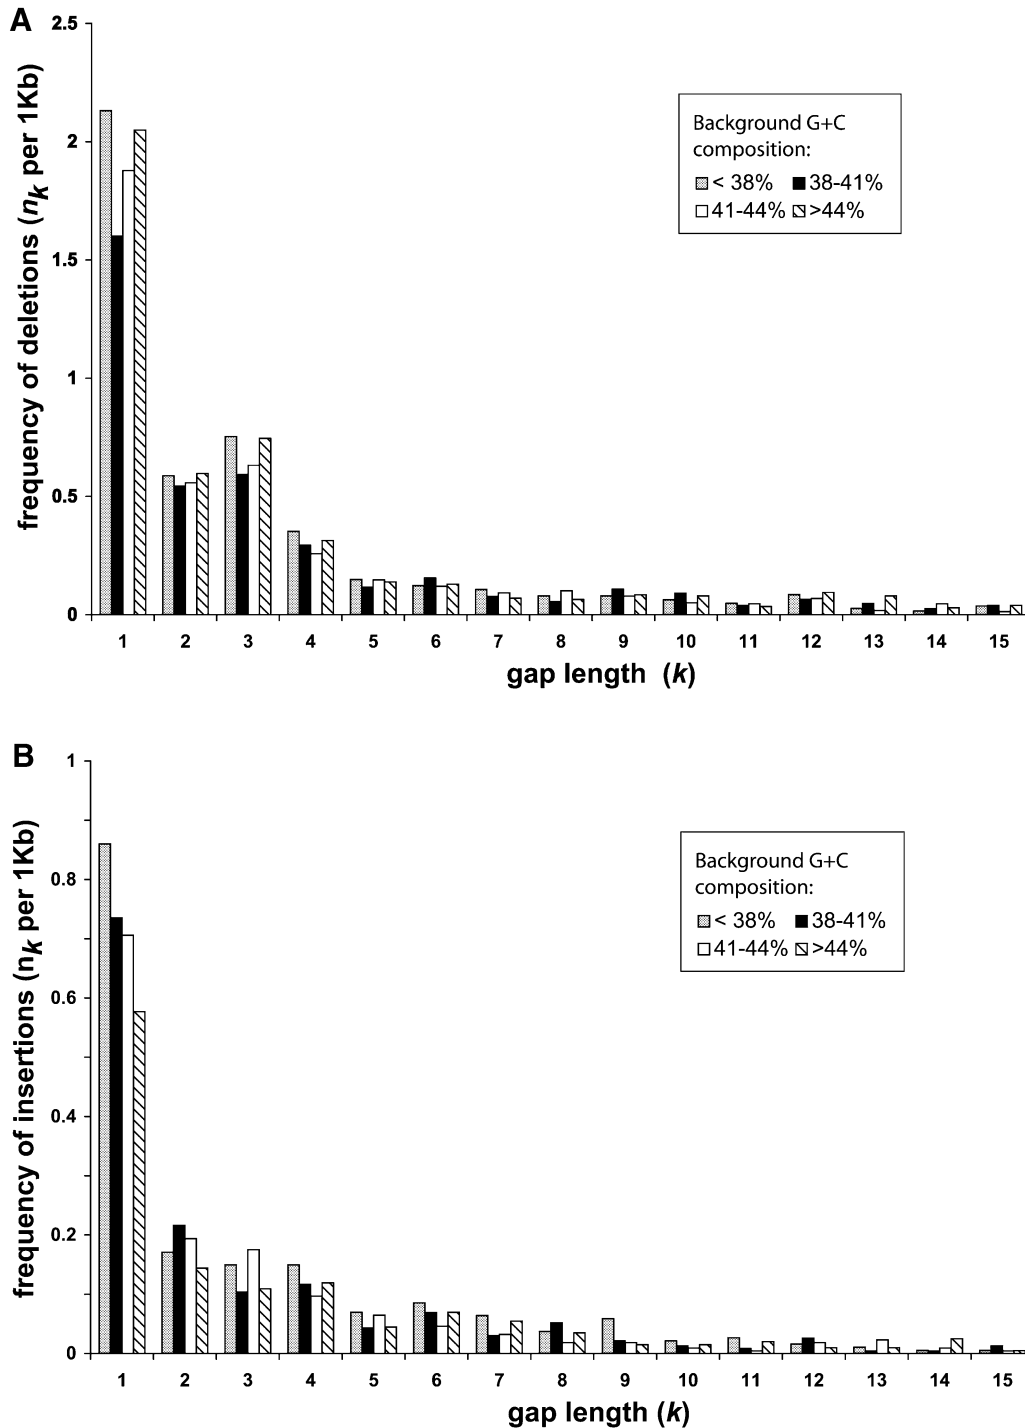 A
2.5
2
1.5
1
0.5
0
frequency of deletions (nk per 1Kb)
Background G+C
composition:
< 38% 38-41%
41-44% >44%
1 2 3 4 5 6 7 8 9 10 11 12 13 14 15
gap length (k)
B
1
0.8
0.6
0.4
0.2
0
frequency of insertions (nk per 1Kb)
Background G+C
composition:
< 38% 38-41%
41-44% >44%
1 2 3 4 5 6 7 8 9 10 11 12 13 14 15
gap length (k)